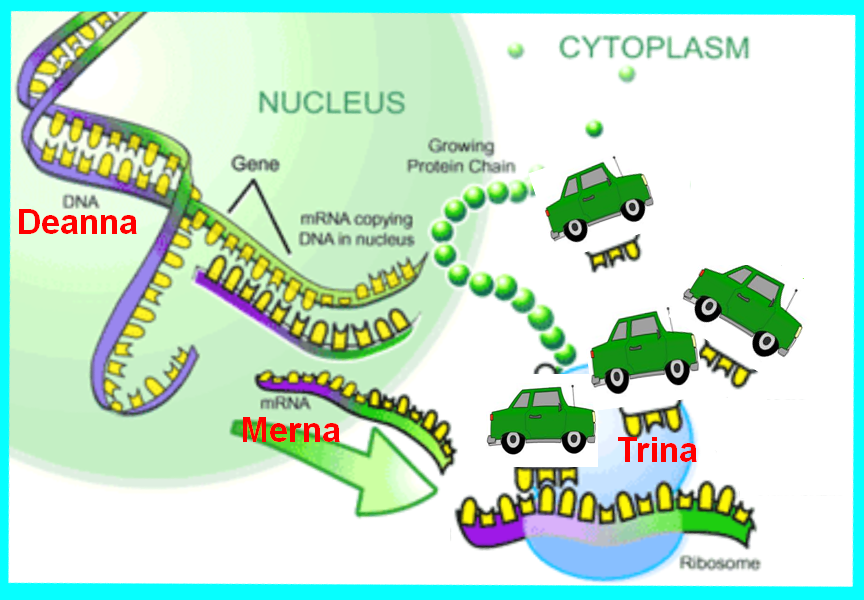 CYTOPLASM
NUCLEUS
Growing
Protein Chain
Gene
DNA
Deanna
mRNA copying
DNA in nucleus
mRNA
Merna
Trina
Ribosome